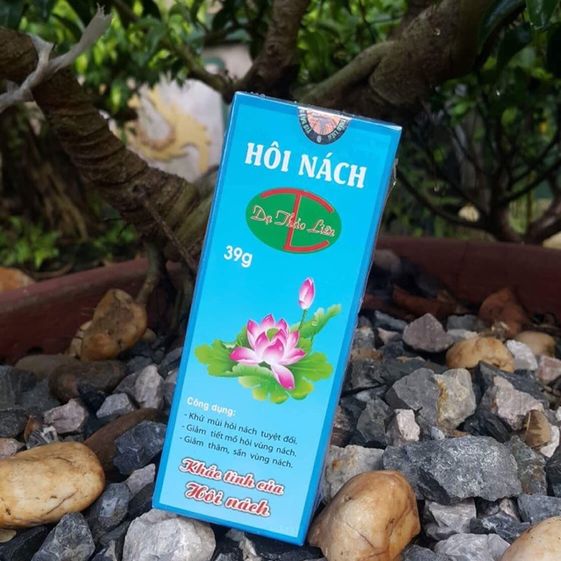 HÔI NÁCH
Dạ Thảo Liên
39g
Công dụng:
- Khử mùi hôi nách tuyệt đối.
- Giảm tiết mồ hôi vùng nách.
- Giảm thâm, sần vùng nách.
Khắc tinh của
Hôi nách